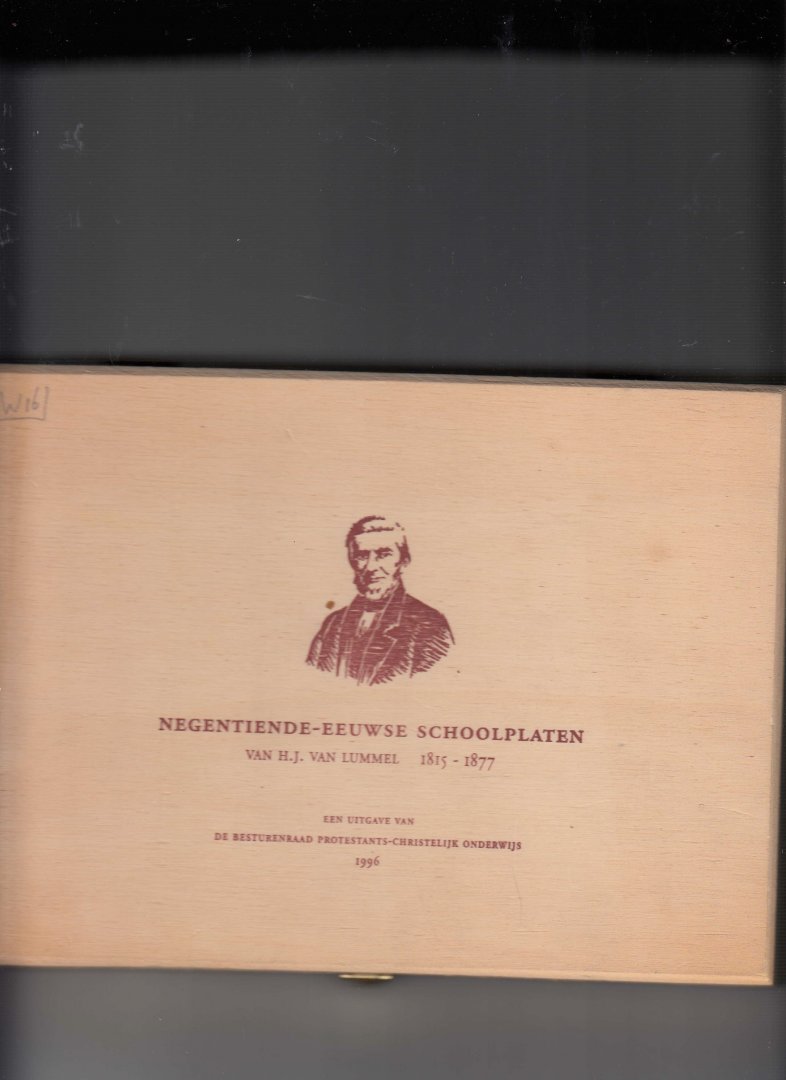 W16
NEGENTIENDE-EEUWSE SCHOOLPLATEN
VAN H.J. VAN LUMMEL 1815 - 1877
EEN UITGAVE VAN
DE BESTURENRAAD PROTESTANTS-CHRISTELIJK ONDERWIJS
1996